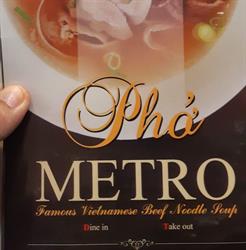 Phở
METRO
Famous Vietnamese Beef Noodle Soup
Dine in Take out